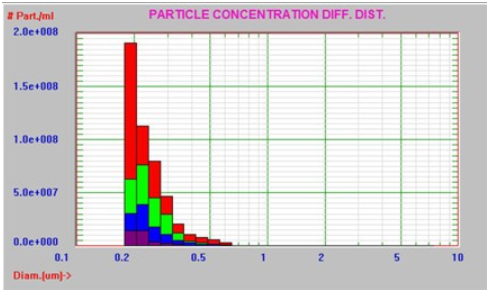 PARTICLE CONCENTRATION DIFF. DIST.
# Part./ml
2.0e+008
1.5e+008
1.0e+008
5.0e+007
0.0e+000
0.1 0.2 0.5 1 2 5 10
Diam.(um)->